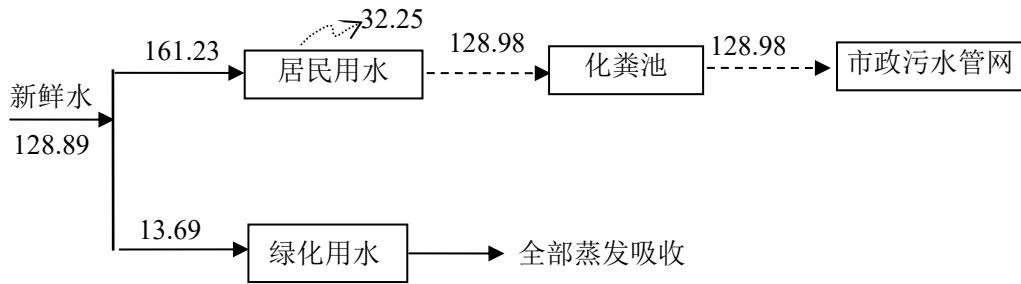 32.25
161.23
居民用水
128.98
化粪池
128.98
市政污水管网
新鲜水
128.89
13.69
绿化用水
全部蒸发吸收